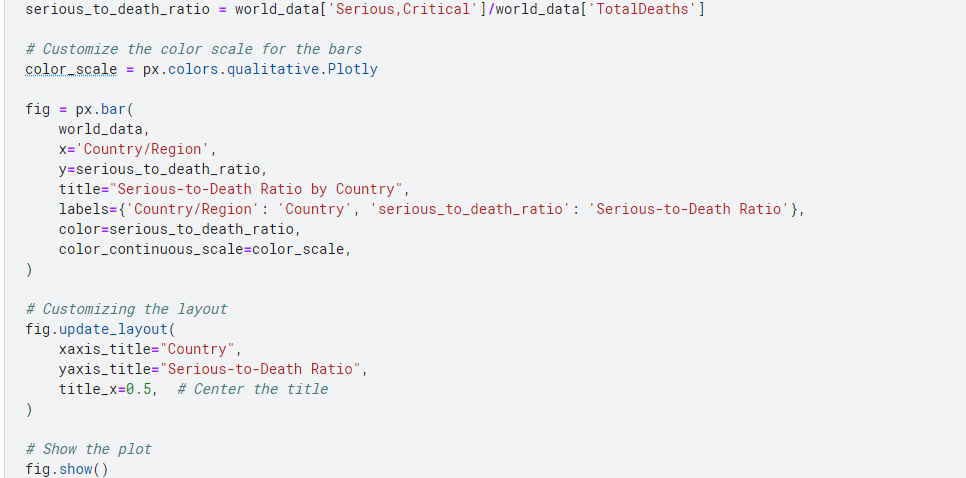 serious_to_death_ratio = world_data['Serious,Critical']/world_data['TotalDeaths']
# Customize the color scale for the bars
color_scale = px.colors.qualitative.Plotly
fig = px.bar(
    world_data,
    x='Country/Region',
    y=serious_to_death_ratio,
    title="Serious-to-Death Ratio by Country",
    labels={'Country/Region': 'Country', 'serious_to_death_ratio': 'Serious-to-Death Ratio'},
    color=serious_to_death_ratio,
    color_continuous_scale=color_scale,
)
# Customizing the layout
fig.update_layout(
    xaxis_title="Country",
    yaxis_title="Serious-to-Death Ratio",
    title_x=0.5,  # Center the title
)
# Show the plot
fig.show()